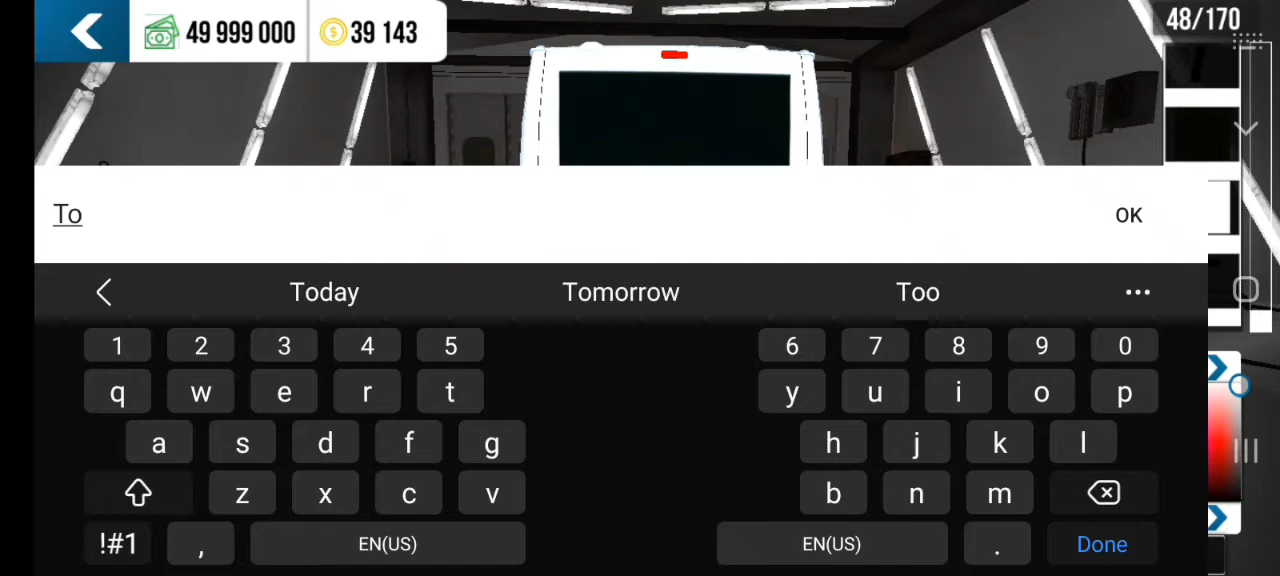 49 999 000 $ 39 143
48/170
To
OK
Today Tomorrow Too ...
1 2 3 4 5 6 7 8 9 0
q w e r t y u i o p
a s d f g h j k l
z x c v b n m
!#1 , EN(US) EN(US) . Done